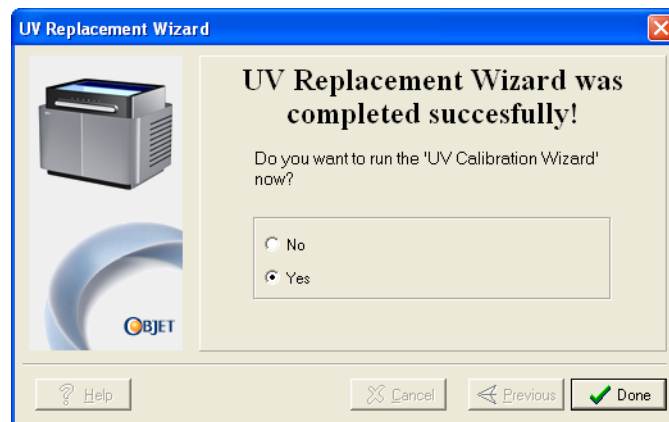 UV Replacement Wizard
UV Replacement Wizard was
completed succesfully!
Do you want to run the 'UV Calibration Wizard'
now?
No
Yes
OBJET
Help
Cancel
Previous
Done